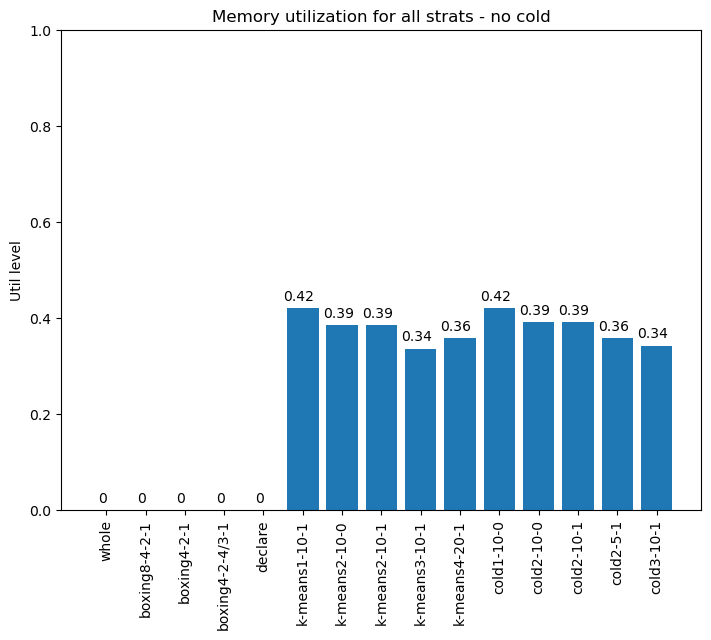 Memory utilization for all strats - no cold
Util level
1.0
0.8
0.6
0.4
0.2
0.0
0
0
0
0
0
0.42
0.39
0.39
0.34
0.36
0.42
0.39
0.39
0.36
0.34
whole
boxing8-4-2-1
boxing4-2-1
boxing4-2-4/3-1
declare
k-means1-10-1
k-means2-10-0
k-means2-10-1
k-means3-10-1
k-means4-20-1
cold1-10-0
cold2-10-0
cold2-10-1
cold2-5-1
cold3-10-1